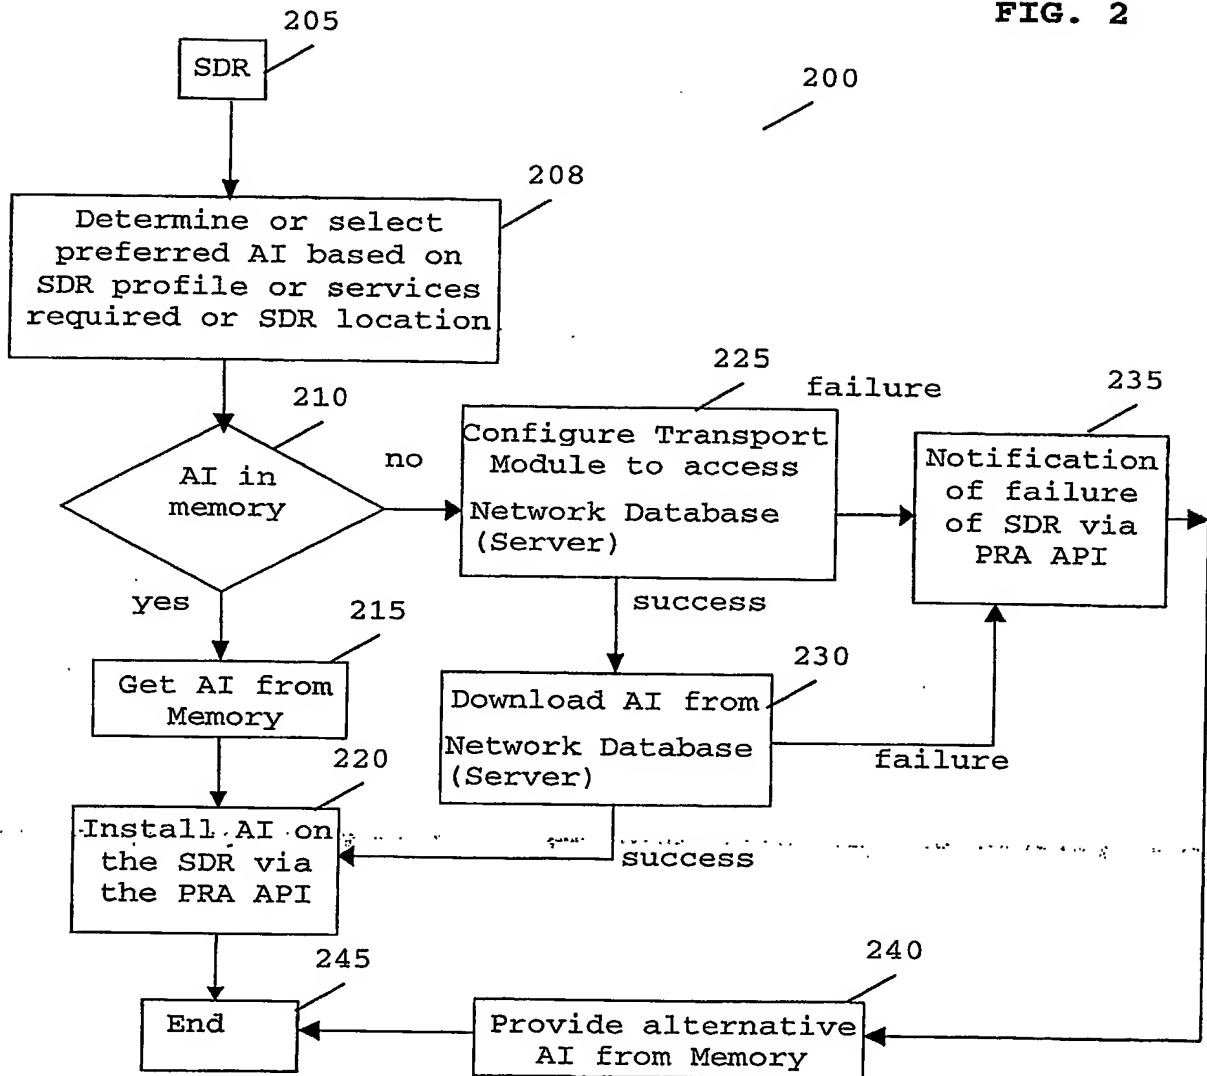 FIG. 2
205
SDR
200
208
Determine or select
preferred AI based on
SDR profile or services
required or SDR location
210
AI in
memory
no
yes
225
failure
Configure Transport
Module to access
Network Database
(Server)
success
235
Notification
of failure
of SDR via
PRA API
215
Get AI from
Memory
230
Download AI from
Network Database
(Server)
failure
success
220
Install AI on
the SDR via
the PRA API
245
End
240
Provide alternative
AI from Memory